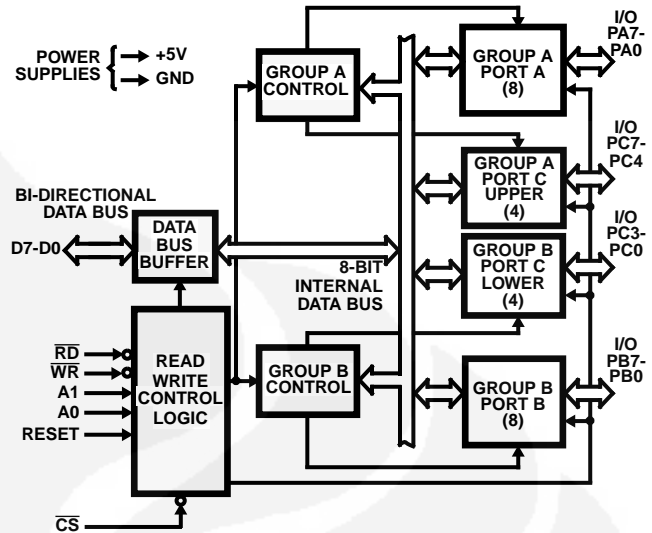 POWER
SUPPLIES
+5V
GND
GROUP A
CONTROL
GROUP A
PORT A
(8)
I/O
PA7-
PA0
GROUP A
PORT C
UPPER
(4)
I/O
PC7-
PC4
BI-DIRECTIONAL
DATA BUS
D7-D0
DATA
BUS
BUFFER
8-BIT
INTERNAL
DATA BUS
GROUP B
PORT C
LOWER
(4)
I/O
PC3-
PC0
RD
WR
A1
A0
RESET
CS
READ
WRITE
CONTROL
LOGIC
GROUP B
CONTROL
GROUP B
PORT B
(8)
I/O
PB7-
PB0